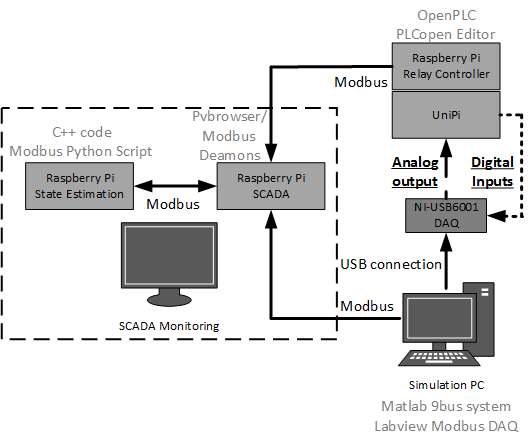 OpenPLC
PLCopen Editor
Raspberry Pi
Relay Controller
Modbus
UniPi
Pvbrowser/
Modbus
Deamons
C++ code
Modbus Python Script
Raspberry Pi
State Estimation
Modbus
Raspberry Pi
SCADA
Analog
output
Digital
Inputs
NI-USB6001
DAQ
USB connection
Modbus
SCADA Monitoring
Simulation PC
Matlab 9bus system
Labview Modbus DAQ